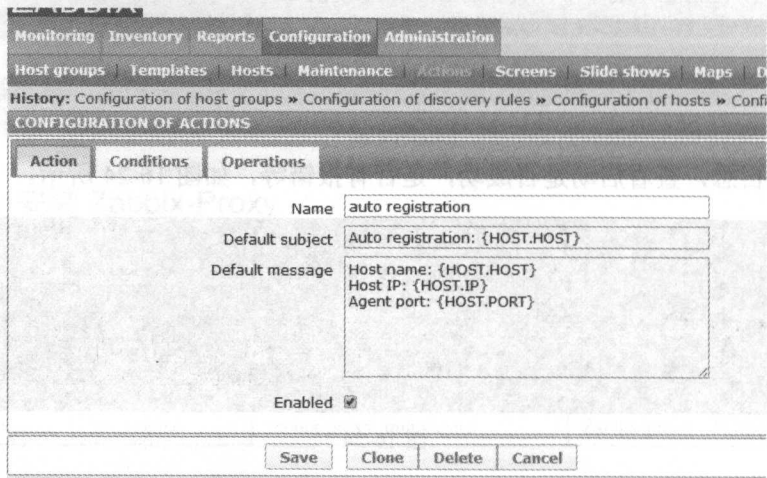 Monitoring Inventory Reports Configuration Administration
Host groups Templates Hosts Maintenance Actions Screens Slide shows Maps D
History: Configuration of host groups » Configuration of discovery rules » Configuration of hosts » Confi
CONFIGURATION OF ACTIONS
Action Conditions Operations
Name auto registration
Default subject Auto registration: {HOST.HOST}
Default message Host name: {HOST.HOST}
Host IP: {HOST.IP}
Agent port: {HOST.PORT}
Enabled
Save Clone Delete Cancel